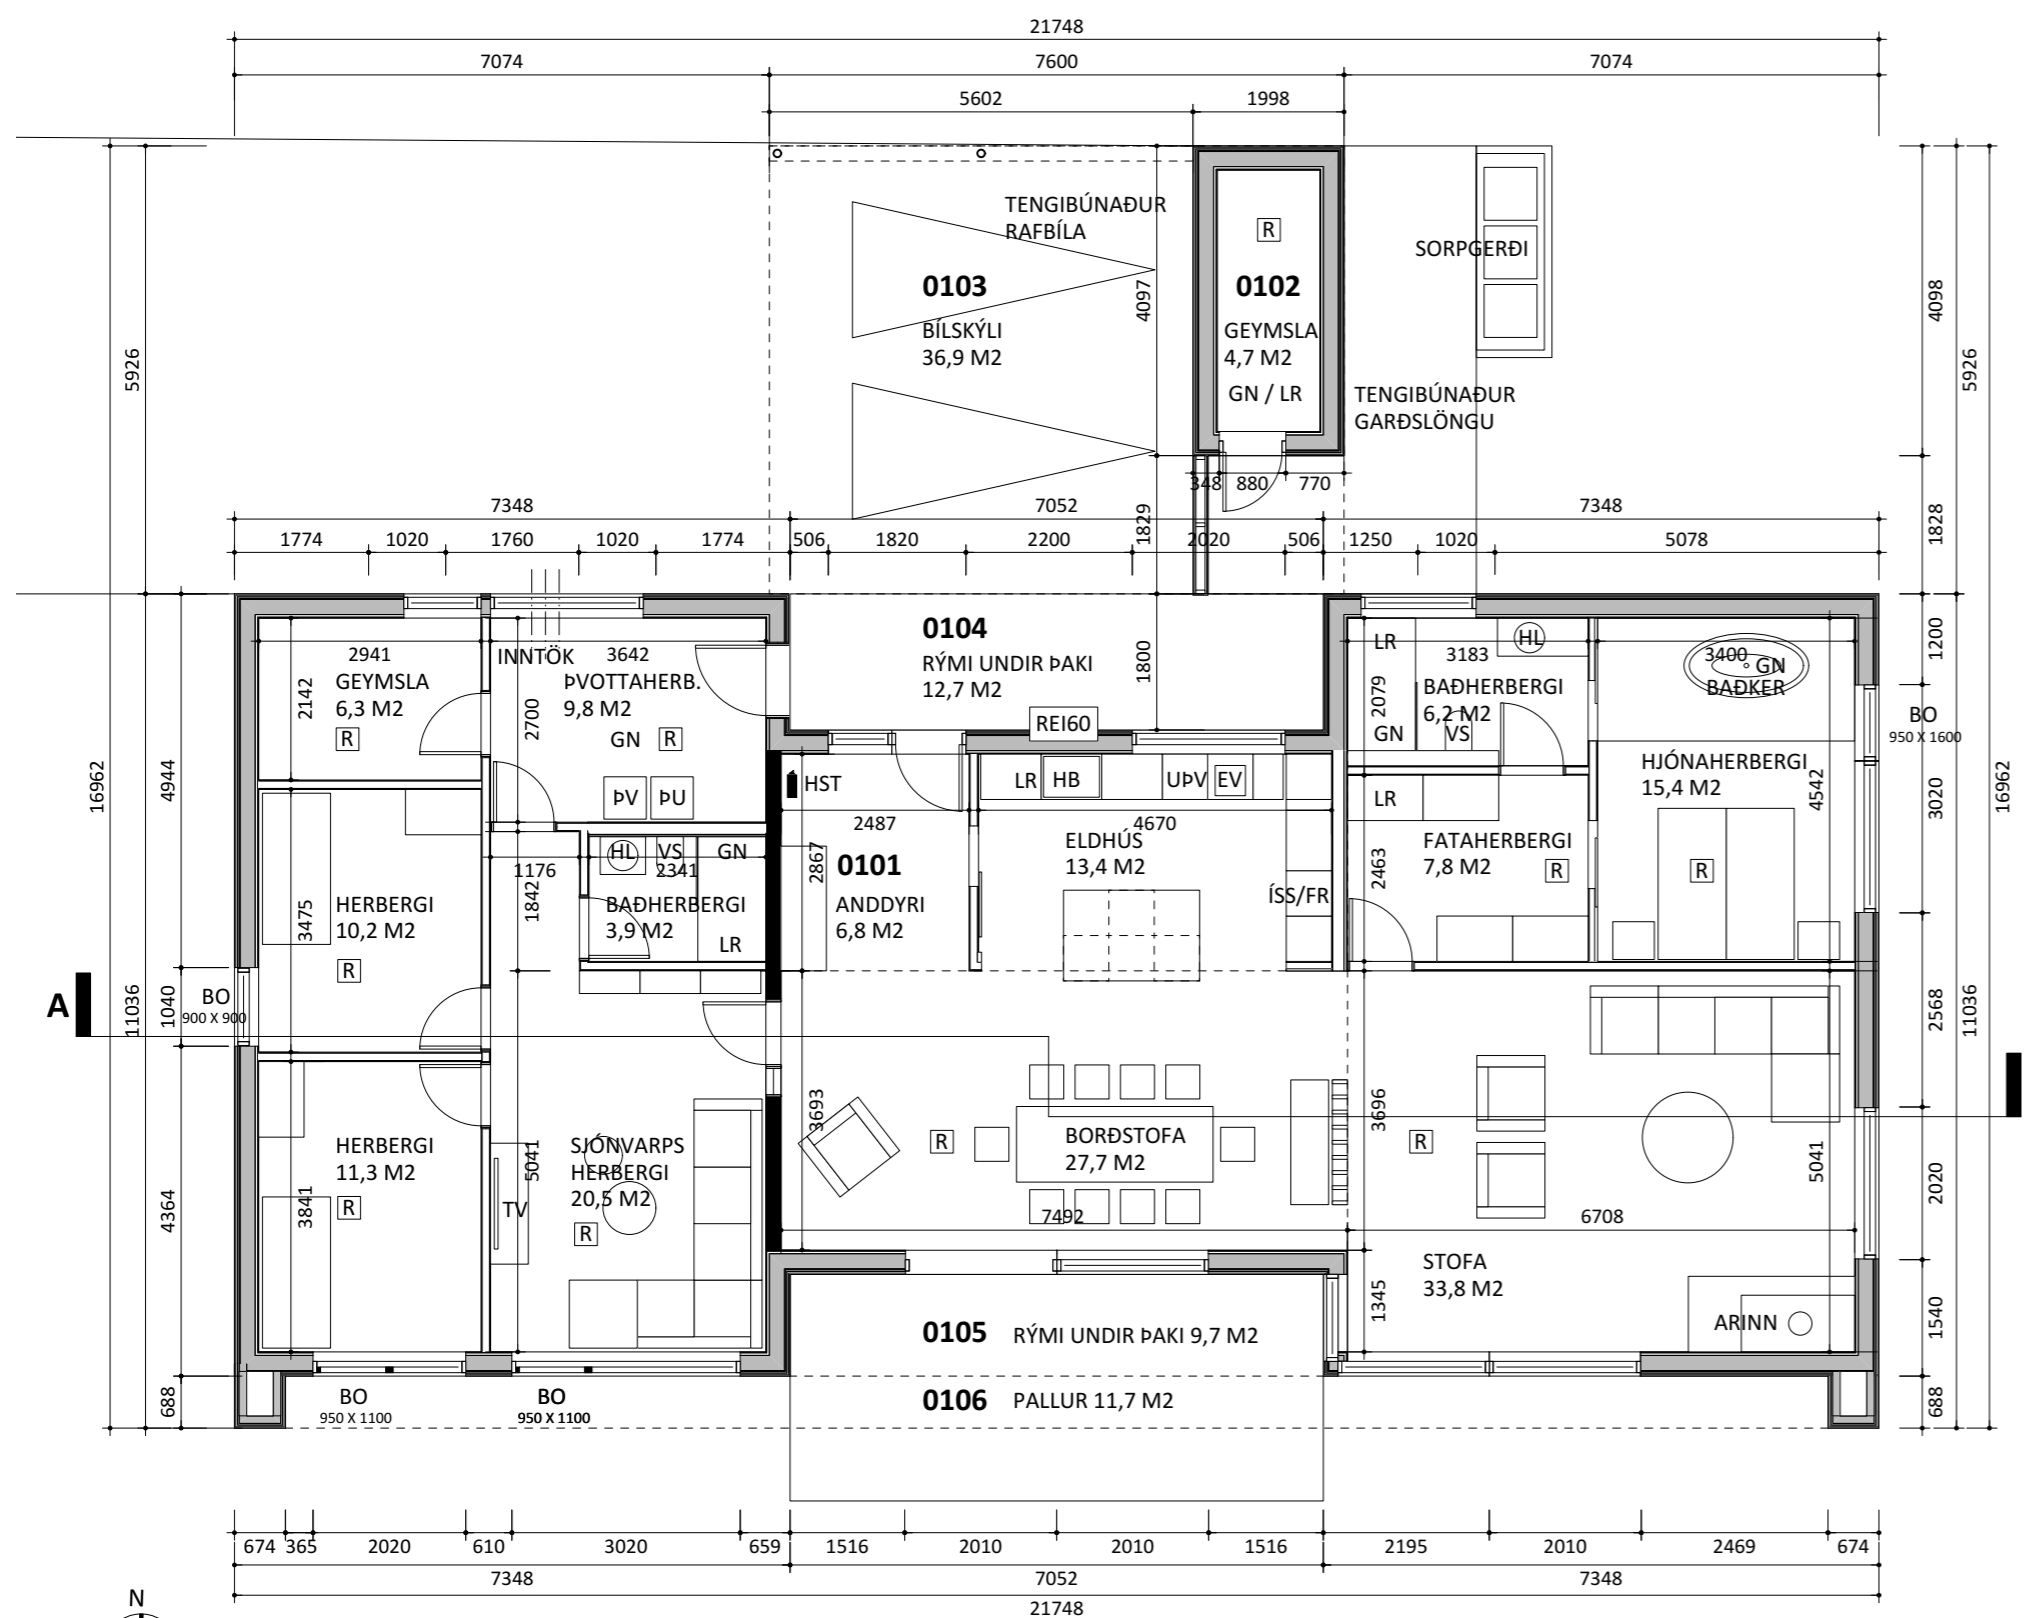 21748
7074 7600 7074
5602 1998
TENGIBÚNAÐUR
RAFBÍLA
R
SORPGERÐI
0103
0102
BÍLSKÝLI
36,9 M2
GEYMSLA
4,7 M2
GN / LR
TENGIBÚNAÐUR
GARÐSLÖNGU
4097
4098
5926
5926
348 880 770
7348 7052 7348
1829
1828
1774 1020 1760 1020 1774 506 1820 2200 2020 506 1250 1020 5078
0104
RÝMI UNDIR ÞAKI
12,7 M2
1800
REI60
INNTÖK
2941
GEYMSLA
6,3 M2
R
2142
3642
ÞVOTTAHERB.
9,8 M2
GN R
2700
ÞV ÞU
LR
HL
3183
BAÐHERBERGI
6,2 M2
VS
GN
2079
3400
GN
BAÐKER
1200
BO
950 X 1600
HJÓNAHERBERGI
15,4 M2
4542
R
3020
16962
4944
16962
HST
LR HB UÞV EV
LR
2487
4670
ELDHÚS
13,4 M2
2867
0101
ANDDYRI
6,8 M2
ÍSS/FR
FATAHERBERGI
7,8 M2
R
2463
HL VS GN
1176 2341
1842
BAÐHERBERGI
3,9 M2
LR
HERBERGI
10,2 M2
R
3475
A
BO
900 X 900
1040
11036
2568
11036
HERBERGI
11,3 M2
R
3841
SJÓNVARPS
HERBERGI
20,5 M2
TV
R
5041
3693
R
BORÐSTOFA
27,7 M2
7492
3696
R
5041
6708
STOFA
33,8 M2
1345
ARINN
2020
1540
4364
688
688
0105 RÝMI UNDIR ÞAKI 9,7 M2
0106 PALLUR 11,7 M2
BO
950 X 1100
BO
950 X 1100
674 365 2020 610 3020 659 1516 2010 2010 1516 2195 2010 2469 674
7348 7052 7348
21748
N